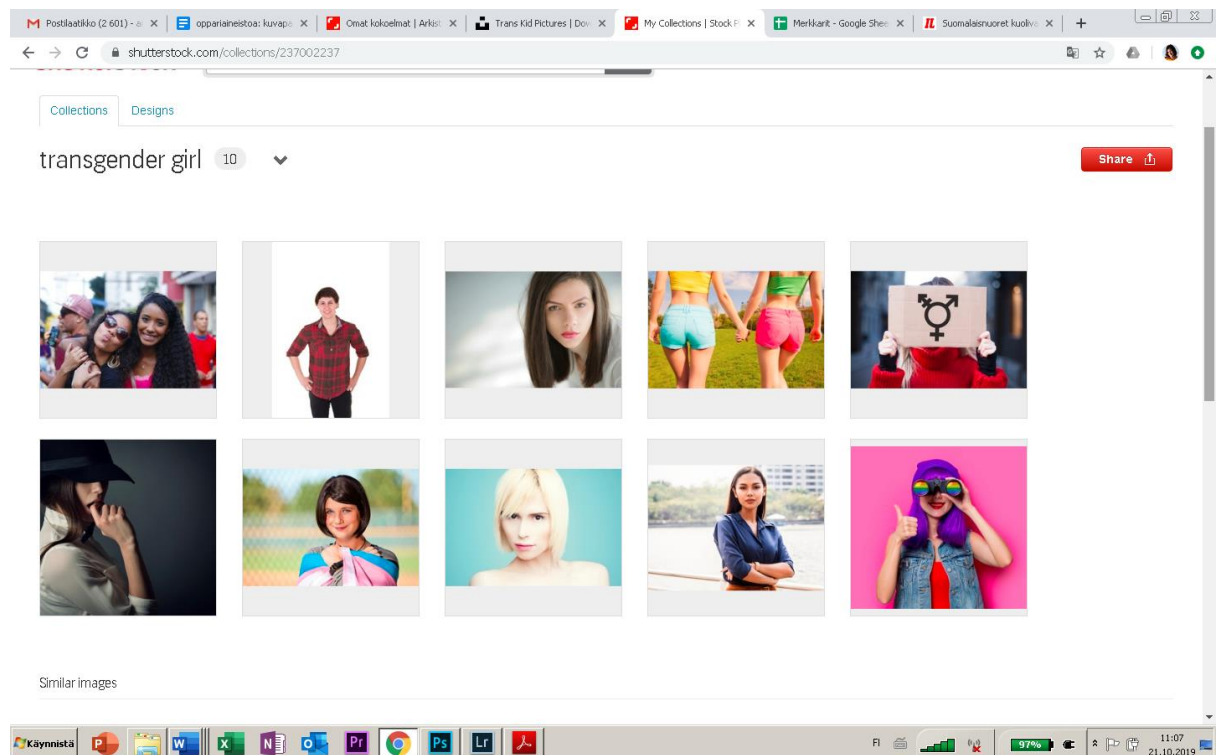 Postilaatikko (2 601) - a
oppariaineistoa: kuvapa
Omat kokoelmat | Arkist
Trans Kid Pictures | Dow
My Collections | Stock P
Merkkarit - Google Shee
Suomalaisnuoret kuoliva
shutterstock.com/collections/237002237
Collections
Designs
transgender girl 10
Share
Similar images
Käynnistä
FI
97%
11:07
21.10.2019